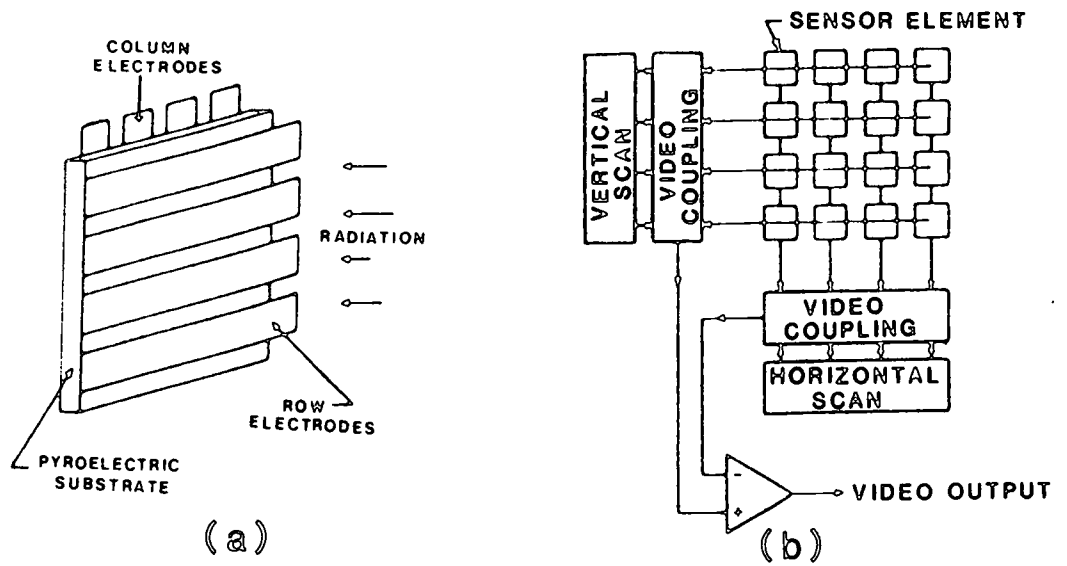 COLUMN
ELECTRODES
RADIATION
ROW
ELECTRODES
PYROELECTRIC
SUBSTRATE
(a)
SENSOR ELEMENT
VERTICAL
SCAN
VIDEO
COUPLING
VIDEO
COUPLING
HORIZONTAL
SCAN
-
+
VIDEO OUTPUT
(b)